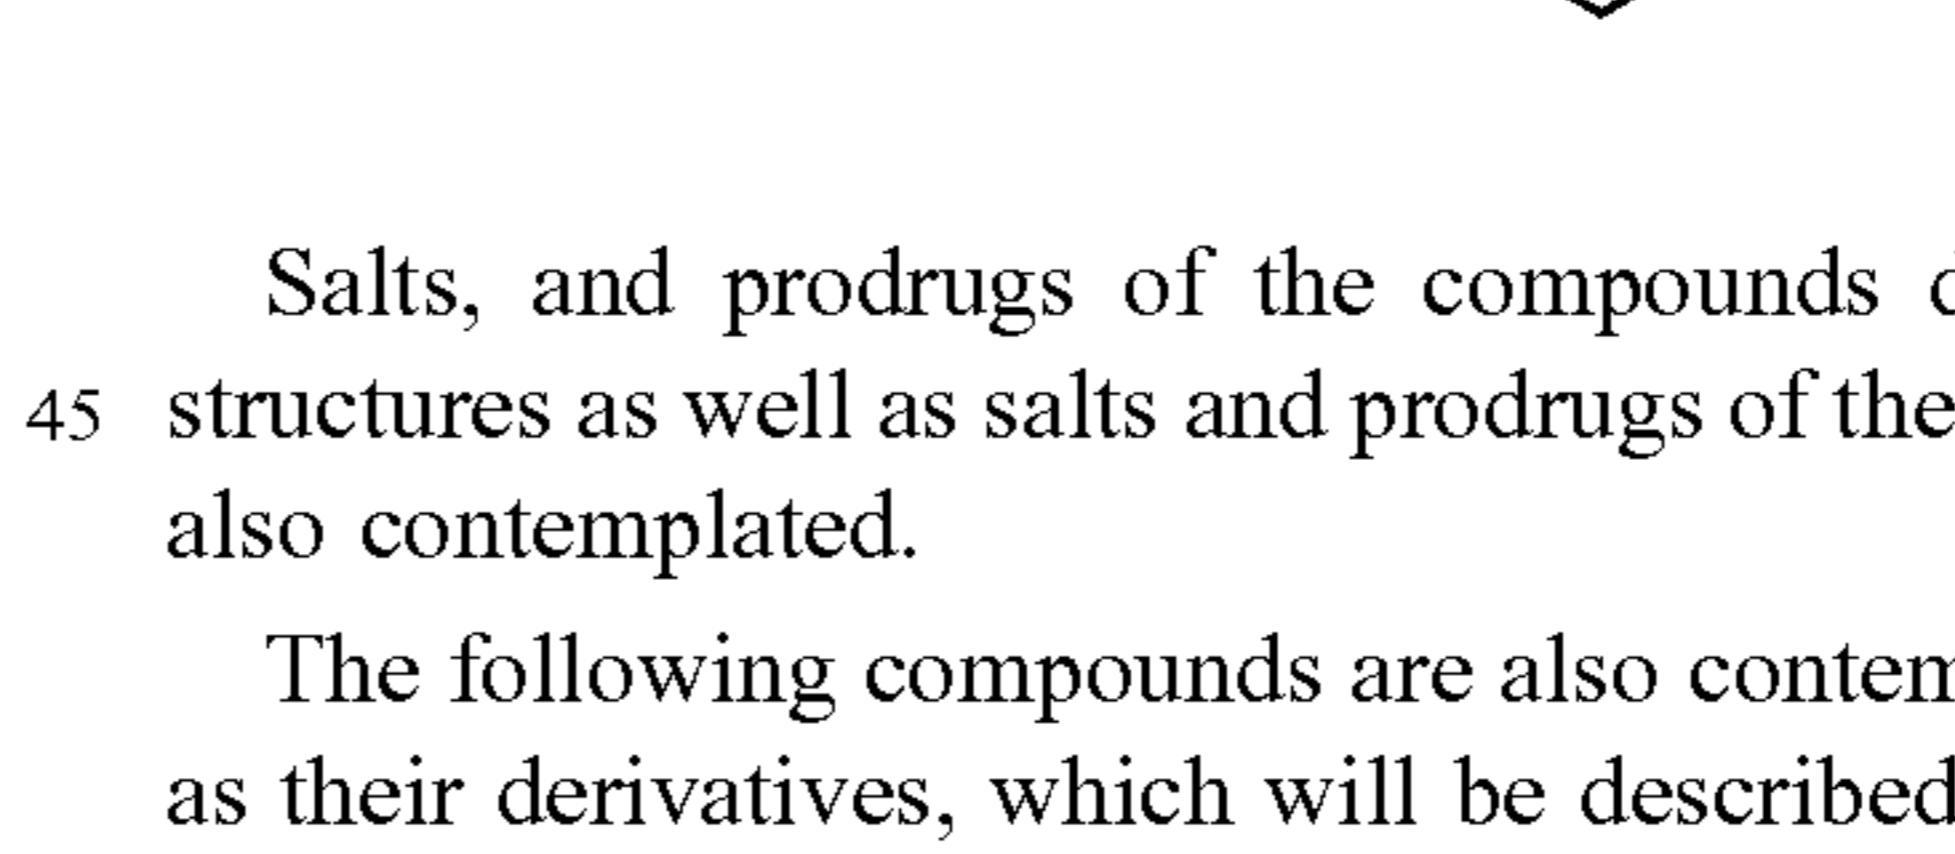 Salts, and prodrugs of the compounds
45 structures as well as salts and prodrugs of the
also contemplated.
The following compounds are also contem
as their derivatives, which will be described